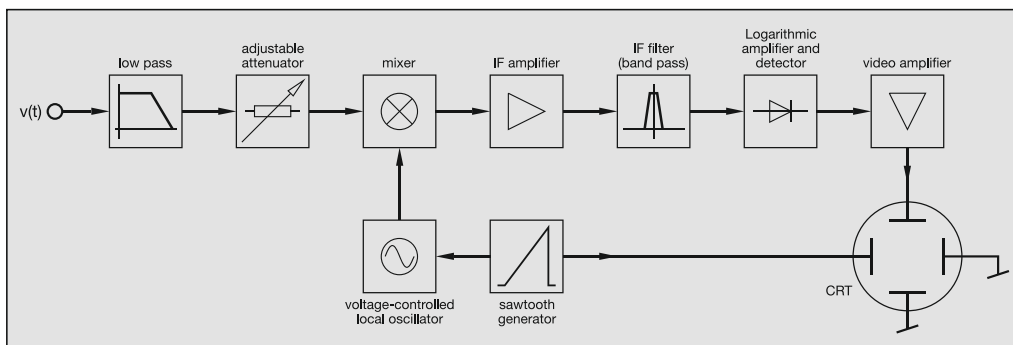 low pass
adjustable
attenuator
mixer
IF amplifier
IF filter
(band pass)
Logarithmic
amplifier and
detector
video amplifier
v(t)
voltage-controlled
local oscillator
sawtooth
generator
CRT